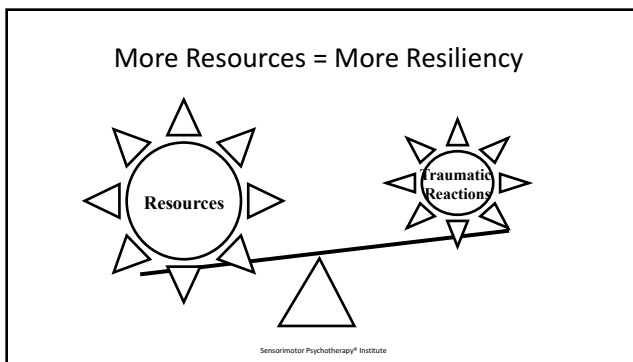 More Resources = More Resiliency
Resources
Traumatic
Reactions
Sensorimotor Psychotherapy® Institute